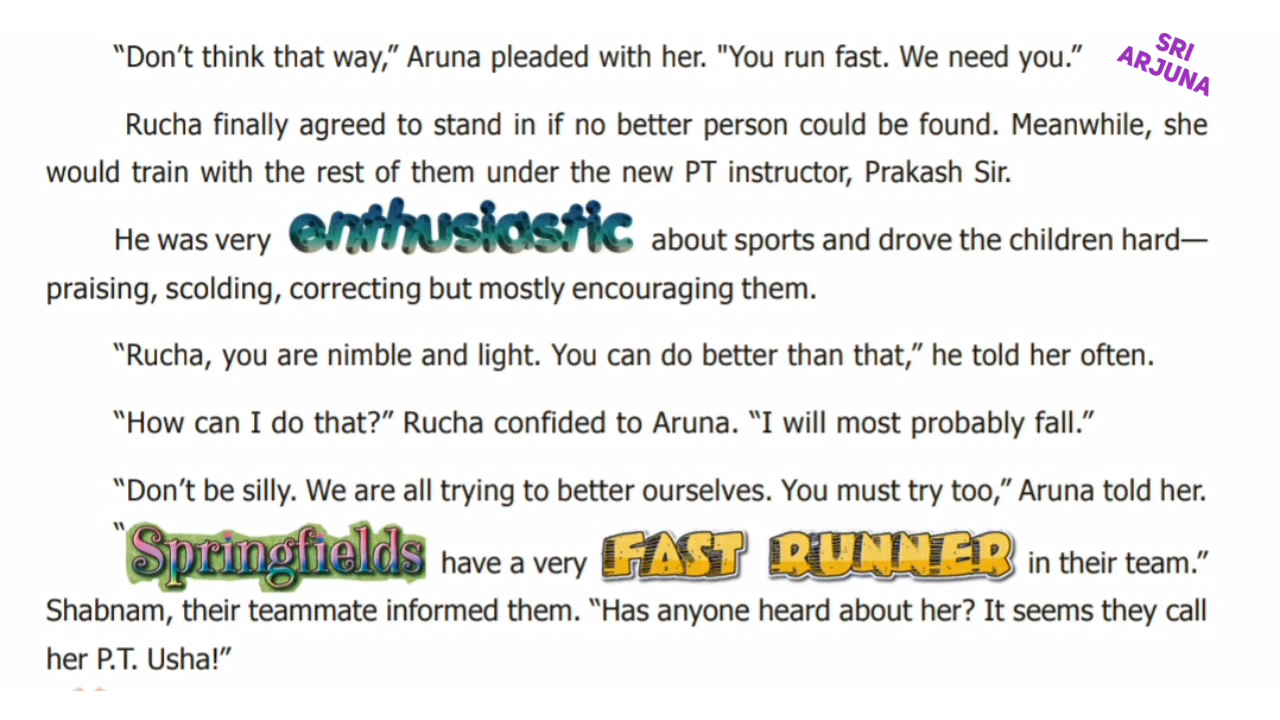 “Don’t think that way,” Aruna pleaded with her. "You run fast. We need you.”
SRI
ARJUNA
Rucha finally agreed to stand in if no better person could be found. Meanwhile, she
would train with the rest of them under the new PT instructor, Prakash Sir.
He was very enthusiastic about sports and drove the children hard—
praising, scolding, correcting but mostly encouraging them.
“Rucha, you are nimble and light. You can do better than that,” he told her often.
“How can I do that?” Rucha confided to Aruna. “I will most probably fall.”
“Don’t be silly. We are all trying to better ourselves. You must try too,” Aruna told her.
“Springfields have a very FAST RUNNER in their team.”
Shabnam, their teammate informed them. “Has anyone heard about her? It seems they call
her P.T. Usha!”